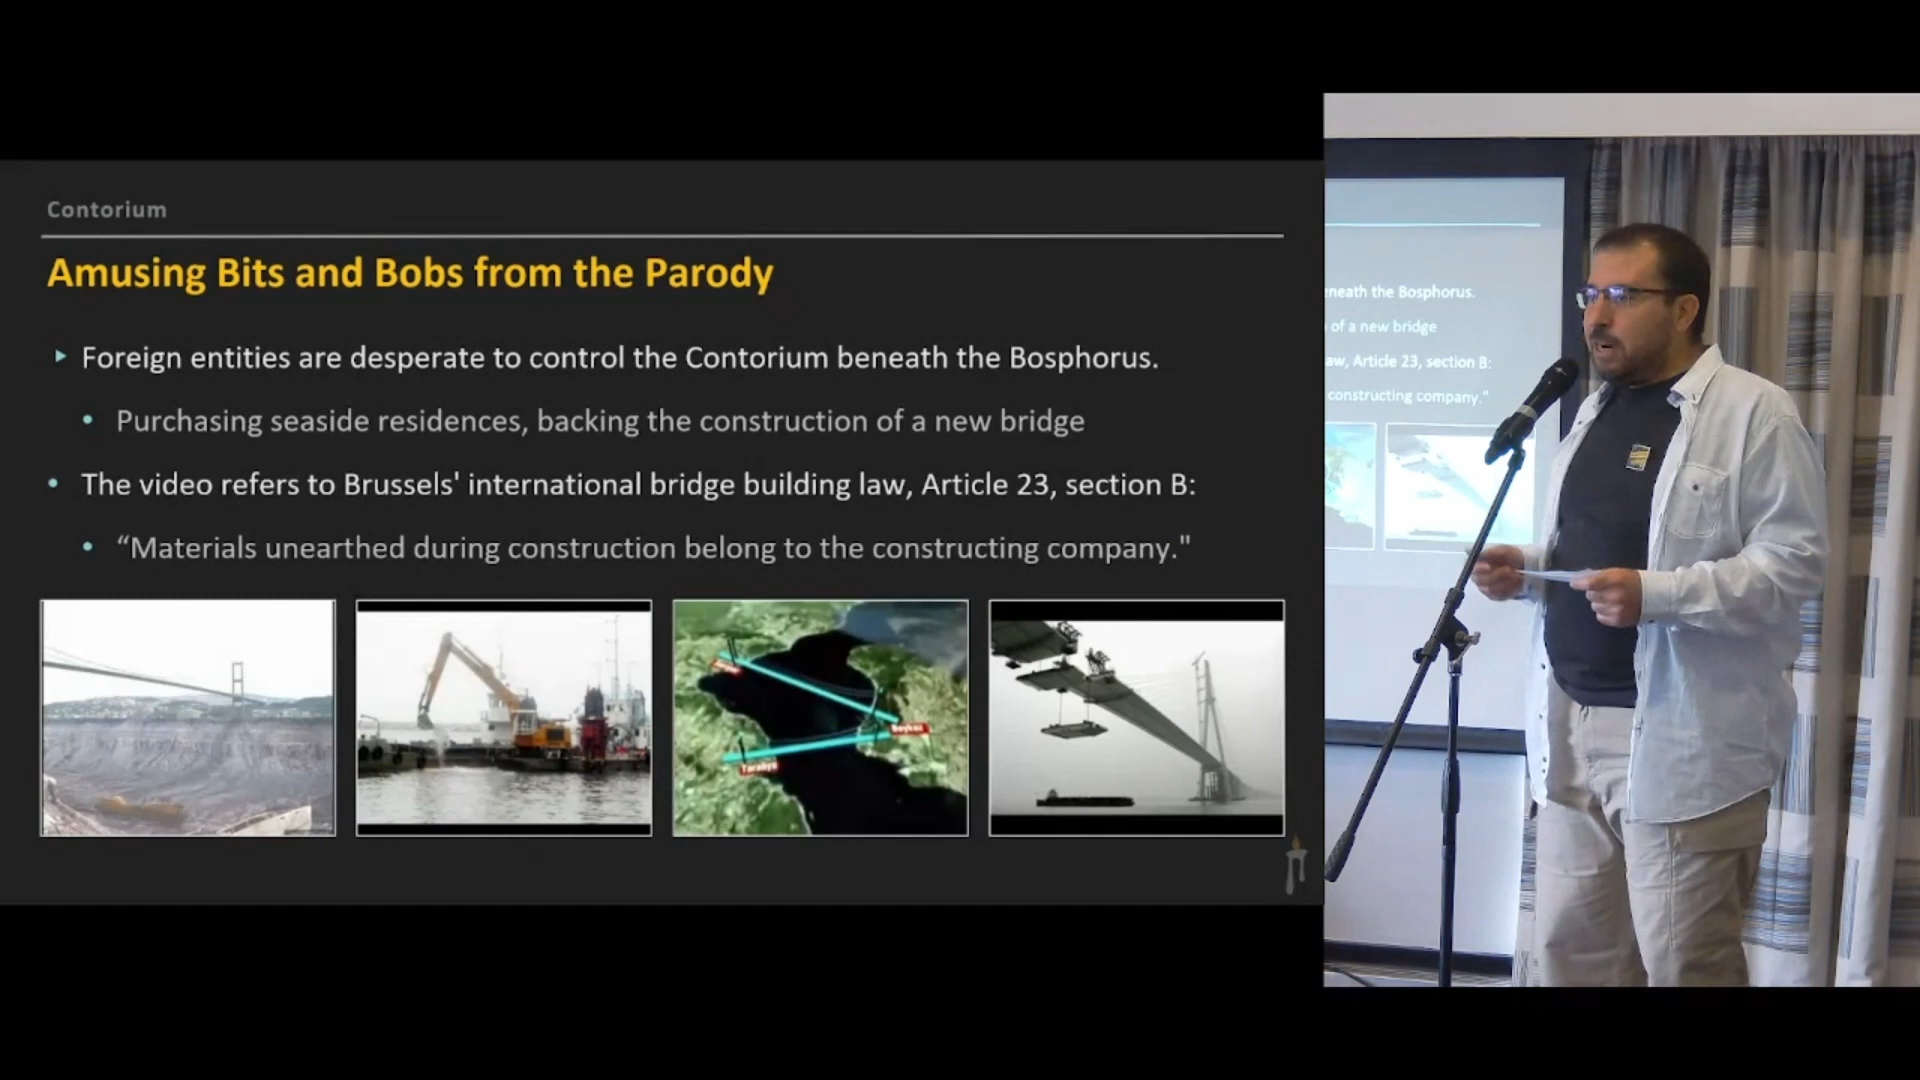 Contorium
Amusing Bits and Bobs from the Parody
Foreign entities are desperate to control the Contorium beneath the Bosphorus.
Purchasing seaside residences, backing the construction of a new bridge
The video refers to Brussels' international bridge building law, Article 23, section B:
“Materials unearthed during construction belong to the constructing company."
Beykoz
Tarabya
neath the Bosphorus.
of a new bridge
aw, Article 23, section B:
constructing company."